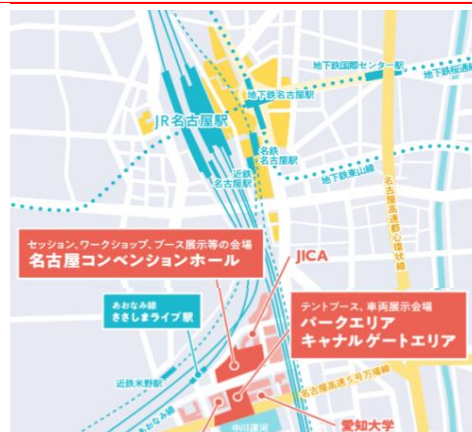 地下鉄国際センター駅
地下鉄桜通線
地下鉄名古屋駅
JR名古屋駅
名鉄
名古屋駅
近鉄
名古屋駅
地下鉄東山線
名古屋高速都心環状線
セッション、ワークショップ、ブース展示等の会場
名古屋コンベンションホール
JICA
あおなみ線
ささしまライブ駅
テントブース、車両展示会場
パークエリア
キャナルゲートエリア
近鉄米野駅
名古屋高速5号万場線
あおなみ線
中川運河
愛知大学